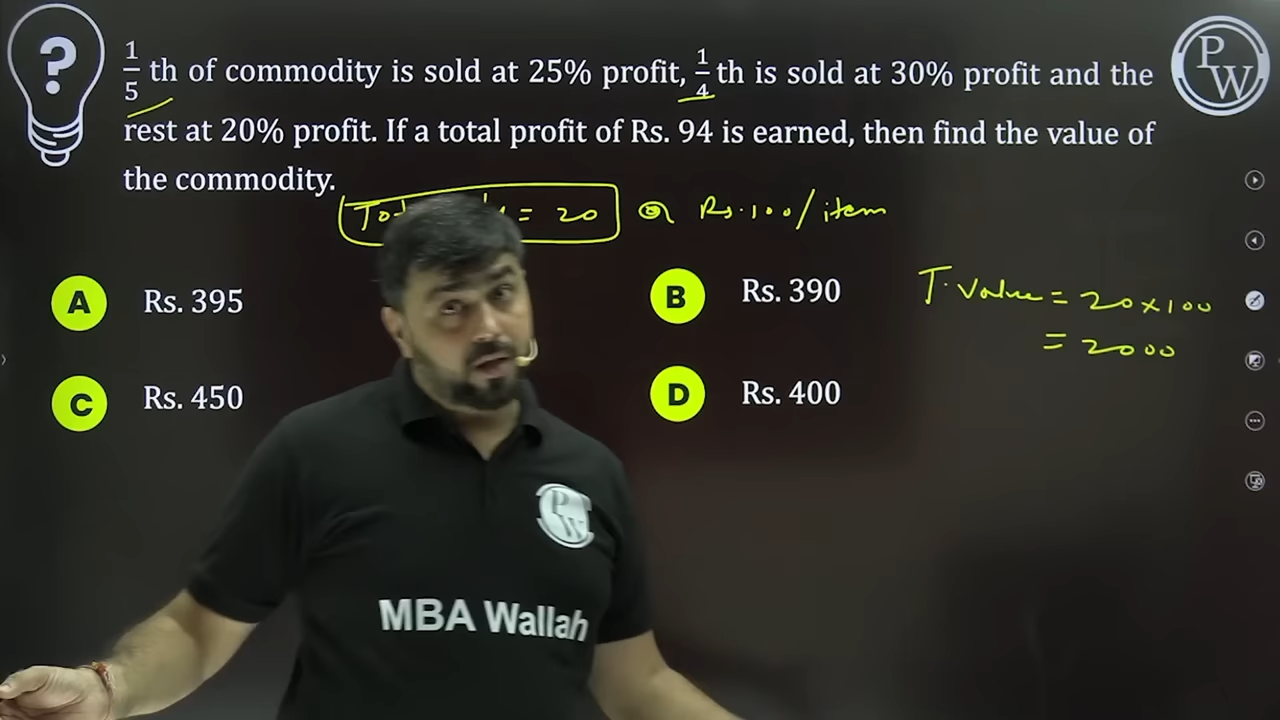 ?
1/5 th of commodity is sold at 25% profit, 1/4 th is sold at 30% profit and the
rest at 20% profit. If a total profit of Rs. 94 is earned, then find the value of
the commodity.
= 20 @ Rs. 100/item
A Rs. 395
B Rs. 390
T. Value = 20 x 100
= 2000
C Rs. 450
D Rs. 400
PW
PW
MBA Wallah